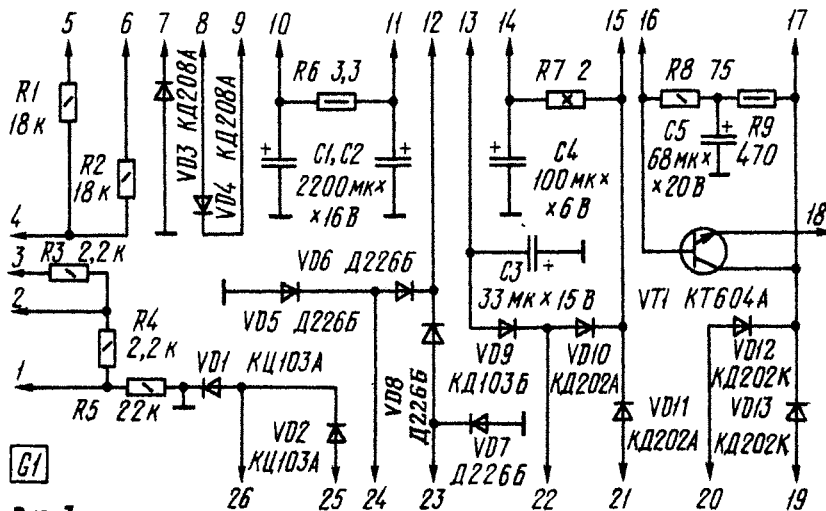 5 6 7 8 9 10 11 12 13 14 15 16 17
R1
18 к
R2
18 к
VD3 КД208А
VD4 КД208А
R6 3,3
+ +
C1, C2
2200 мк×
×16 В
R7 2
+
C4
100 мк×
×6 В
R8 75
+
C5
68 мк×
×20 В
R9
470
4
3
R3 2,2 к
2
R4
2,2 к
1
R5 22 к
VD1 КЦ103А
VD2
КЦ103А
VD6 Д226Б
VD5 Д226Б
VD8
Д226Б
VD7
Д226Б
C3 +
33 мк×15 В
VD9
КД103Б
VD10
КД202А
VD11
КД202А
18
VT1 КТ604А
VD12
КД202К
VD13
КД202К
G1
26 25 24 23 22 21 20 19